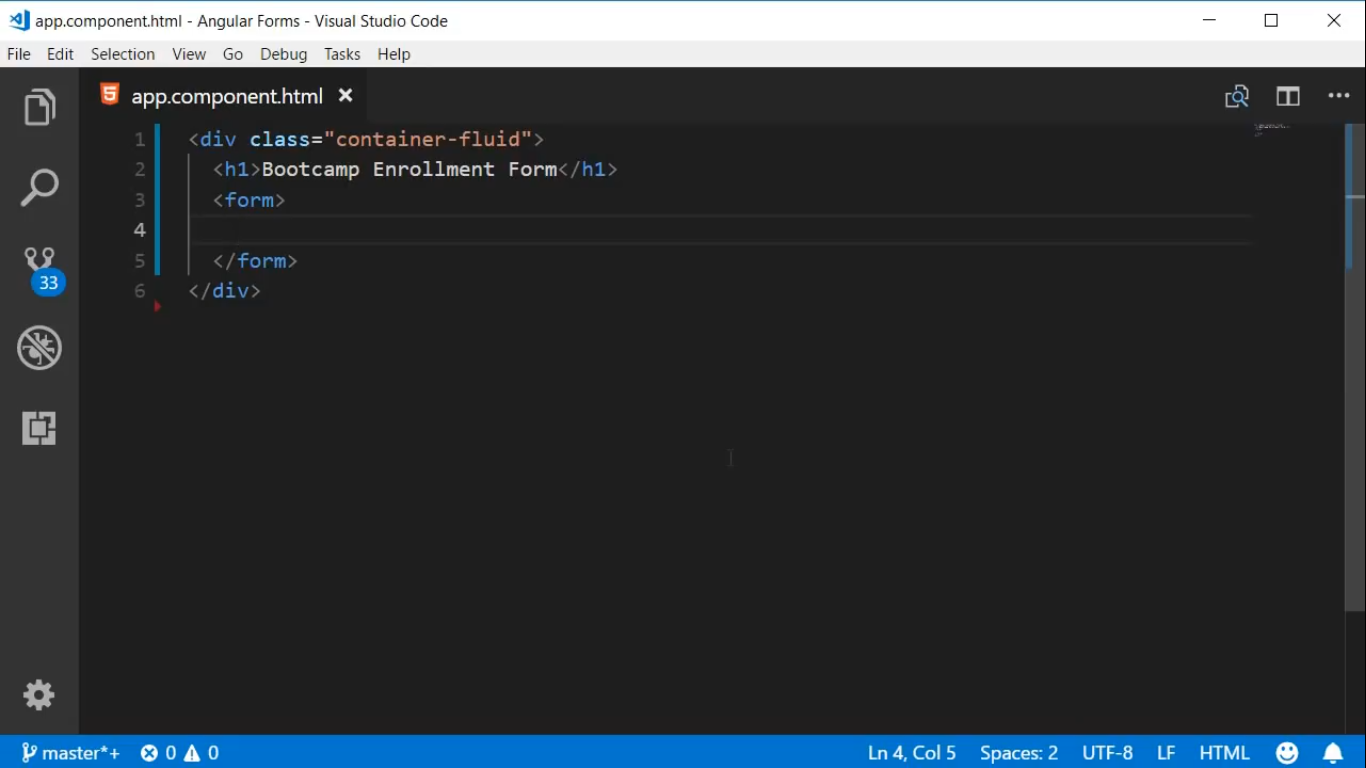 app.component.html - Angular Forms - Visual Studio Code
File Edit Selection View Go Debug Tasks Help
app.component.html
1 <div class="container-fluid">
2 <h1>Bootcamp Enrollment Form</h1>
3 <form>
4
5 </form>
6 </div>
33
master*+ 0 0 Ln 4, Col 5 Spaces: 2 UTF-8 LF HTML